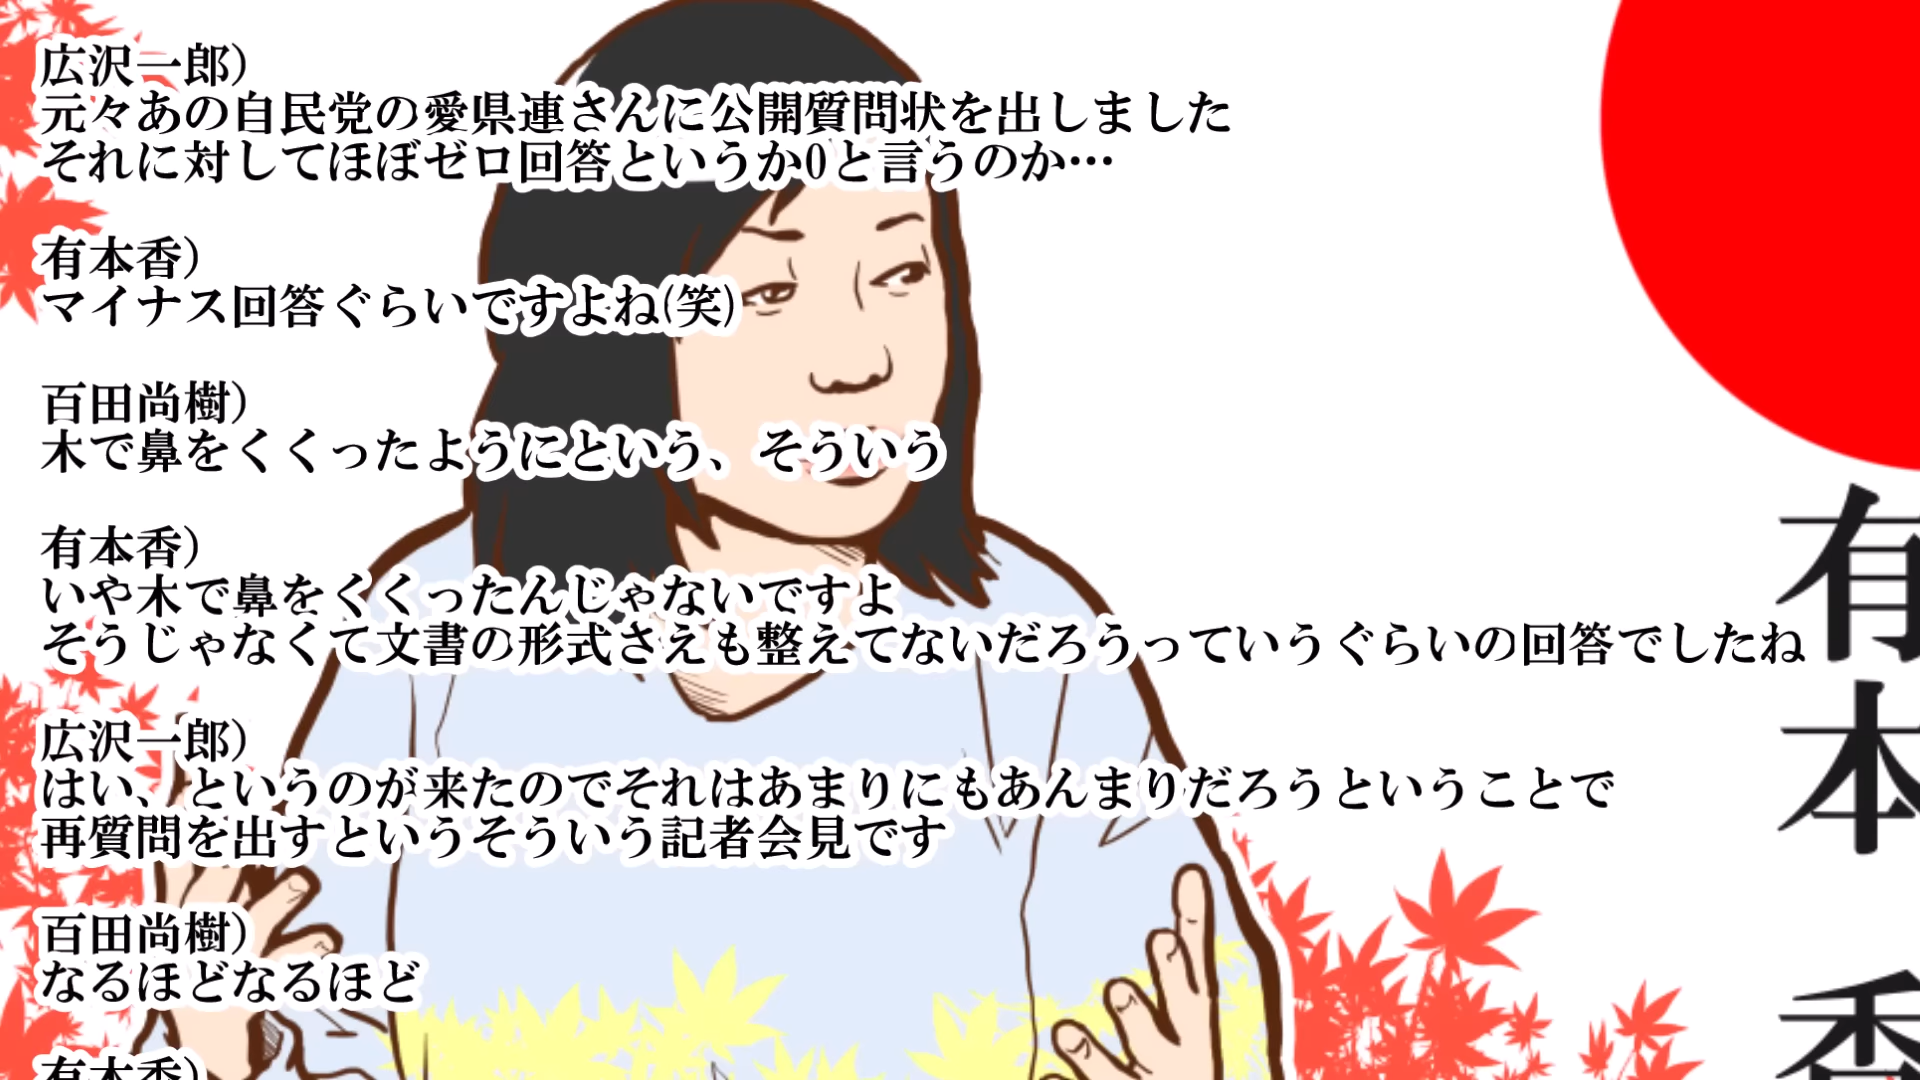 広沢一郎)
元々あの自民党の愛県連さんに公開質問状を出しました
それに対してほぼゼロ回答というか0と言うのか…
有本香)
マイナス回答ぐらいですよね(笑)
百田尚樹)
木で鼻をくくったようにという、そういう
有本香)
いや木で鼻をくくったんじゃないですよ
そうじゃなくて文書の形式さえも整えてないだろうっていうぐらいの回答でしたね
広沢一郎)
はい、というのが来たのでそれはあまりにもあんまりだろうということで
再質問を出すというそういう記者会見です
百田尚樹)
なるほどなるほど
有本香)
有本香